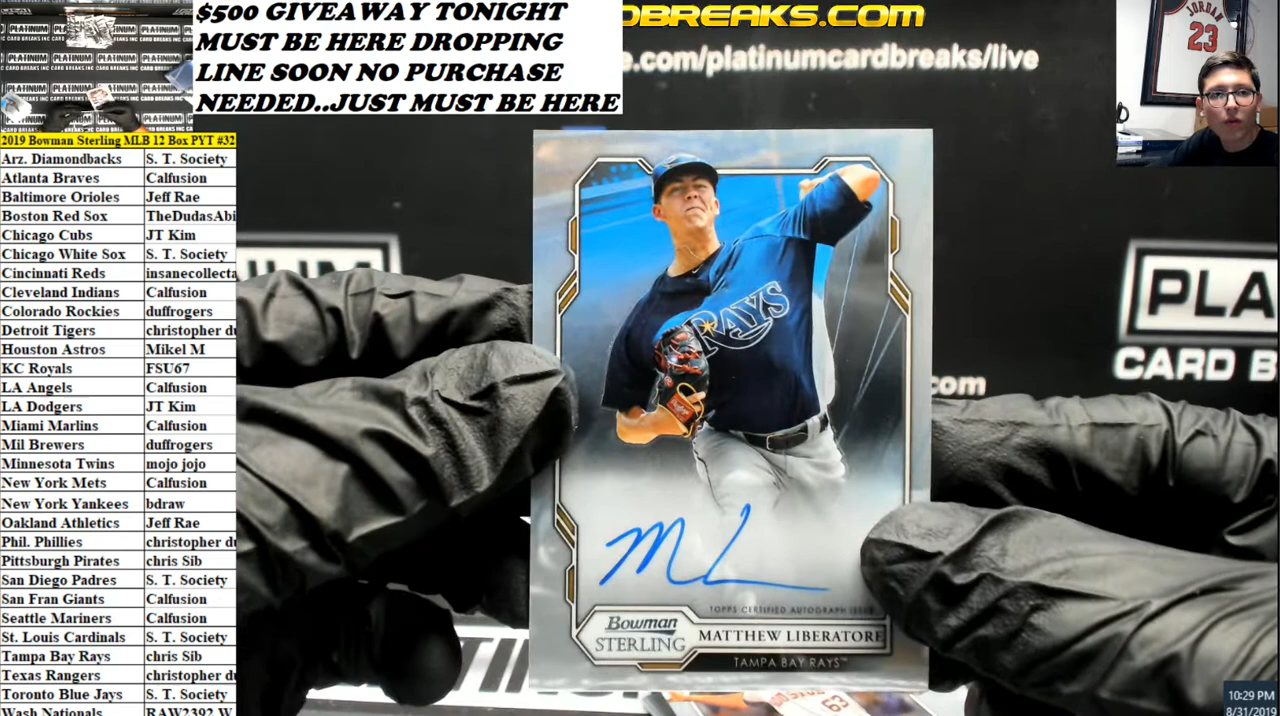 $500 GIVEAWAY TONIGHT
MUST BE HERE DROPPING
LINE SOON NO PURCHASE
NEEDED..JUST MUST BE HERE
DBREAKS.COM
e.com/platinumcardbreaks/live
JORDAN
23
2019 Bowman Sterling MLB 12 Box PYT #32
Arz. Diamondbacks S. T. Society
Atlanta Braves Calfusion
Baltimore Orioles Jeff Rae
Boston Red Sox TheDudasAbi
Chicago Cubs JT Kim
Chicago White Sox S. T. Society
Cincinnati Reds insanecollecta
Cleveland Indians Calfusion
Colorado Rockies duffrogers
Detroit Tigers christopher du
Houston Astros Mikel M
KC Royals FSU67
LA Angels Calfusion
LA Dodgers JT Kim
Miami Marlins Calfusion
Mil Brewers duffrogers
Minnesota Twins mojo jojo
New York Mets Calfusion
New York Yankees bdraw
Oakland Athletics Jeff Rae
Phil. Phillies christopher du
Pittsburgh Pirates chris Sib
San Diego Padres S. T. Society
San Fran Giants Calfusion
Seattle Mariners Calfusion
St. Louis Cardinals S. T. Society
Tampa Bay Rays chris Sib
Texas Rangers christopher du
Toronto Blue Jays S. T. Society
Wash Nationals RAW2392 W
INUM
PLA
CARD B
.com
RAYS
ML
TOPPS CERTIFIED AUTOGRAPH ISSUE
Bowman
STERLING
MATTHEW LIBERATORE
TAMPA BAY RAYS™
63
10:29 PM
8/31/2019